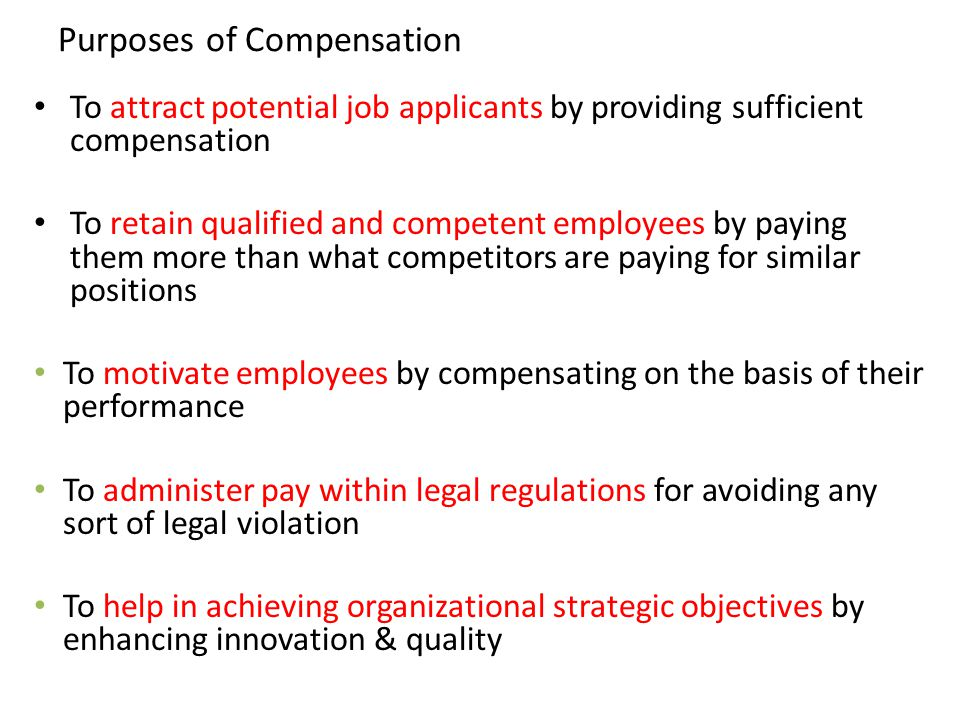 Purposes of Compensation
• To attract potential job applicants by providing sufficient
compensation
• To retain qualified and competent employees by paying
them more than what competitors are paying for similar
positions
• To motivate employees by compensating on the basis of their
performance
• To administer pay within legal regulations for avoiding any
sort of legal violation
• To help in achieving organizational strategic objectives by
enhancing innovation & quality